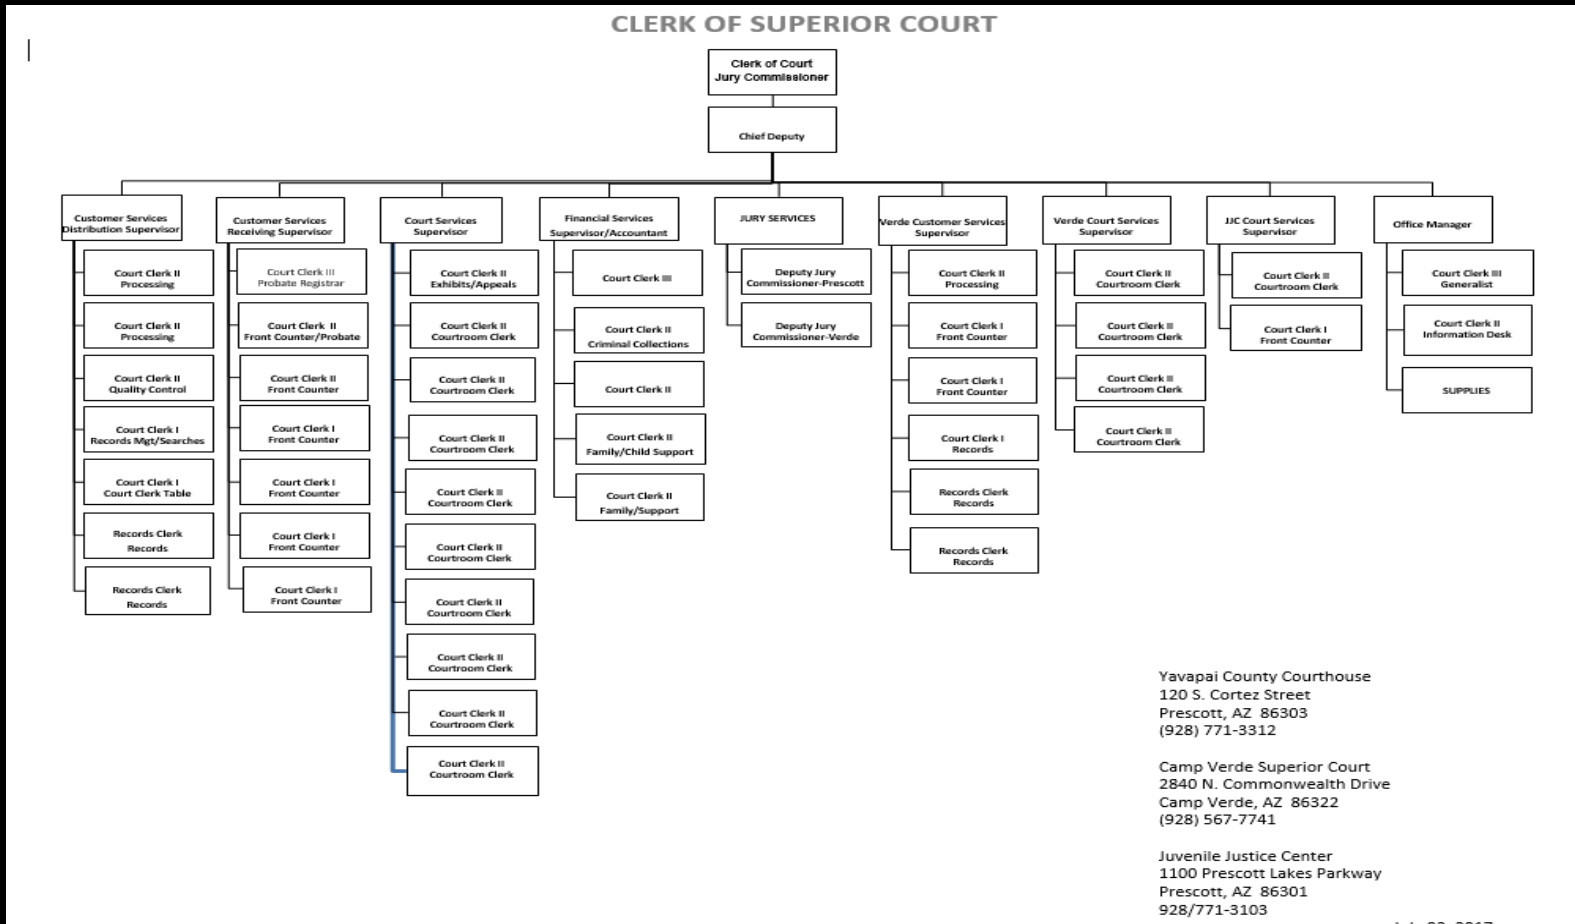 CLERK OF SUPERIOR COURT
Clerk of Court
Jury Commissioner
Chief Deputy
Customer Services
Distribution Supervisor
Court Clerk II
Processing
Court Clerk II
Processing
Court Clerk II
Quality Control
Court Clerk I
Records Mgt/Searches
Court Clerk I
Court Clerk Table
Records Clerk
Records
Records Clerk
Records
Customer Services
Receiving Supervisor
Court Clerk III
Probate Registrar
Court Clerk II
Front Counter/Probate
Court Clerk II
Front Counter
Court Clerk I
Front Counter
Court Clerk I
Front Counter
Court Clerk I
Front Counter
Court Clerk I
Front Counter
Court Services
Supervisor
Court Clerk II
Exhibits/Appeals
Court Clerk II
Courtroom Clerk
Court Clerk II
Courtroom Clerk
Court Clerk II
Courtroom Clerk
Court Clerk II
Courtroom Clerk
Court Clerk II
Courtroom Clerk
Court Clerk II
Courtroom Clerk
Court Clerk II
Courtroom Clerk
Court Clerk II
Courtroom Clerk
Court Clerk II
Courtroom Clerk
Financial Services
Supervisor/Accountant
Court Clerk III
Court Clerk II
Criminal Collections
Court Clerk II
Court Clerk II
Family/Child Support
Court Clerk II
Family/Support
JURY SERVICES
Deputy Jury
Commissioner-Prescott
Deputy Jury
Commissioner-Verde
Verde Customer Services
Supervisor
Court Clerk II
Processing
Court Clerk I
Front Counter
Court Clerk I
Front Counter
Court Clerk I
Records
Records Clerk
Records
Records Clerk
Records
Verde Court Services
Supervisor
Court Clerk II
Courtroom Clerk
Court Clerk II
Courtroom Clerk
Court Clerk II
Courtroom Clerk
Court Clerk II
Courtroom Clerk
JJC Court Services
Supervisor
Court Clerk II
Courtroom Clerk
Court Clerk I
Front Counter
Office Manager
Court Clerk III
Generalist
Court Clerk II
Information Desk
SUPPLIES
Yavapai County Courthouse
120 S. Cortez Street
Prescott, AZ 86303
(928) 771-3312
Camp Verde Superior Court
2840 N. Commonwealth Drive
Camp Verde, AZ 86322
(928) 567-7741
Juvenile Justice Center
1100 Prescott Lakes Parkway
Prescott, AZ 86301
928/771-3103